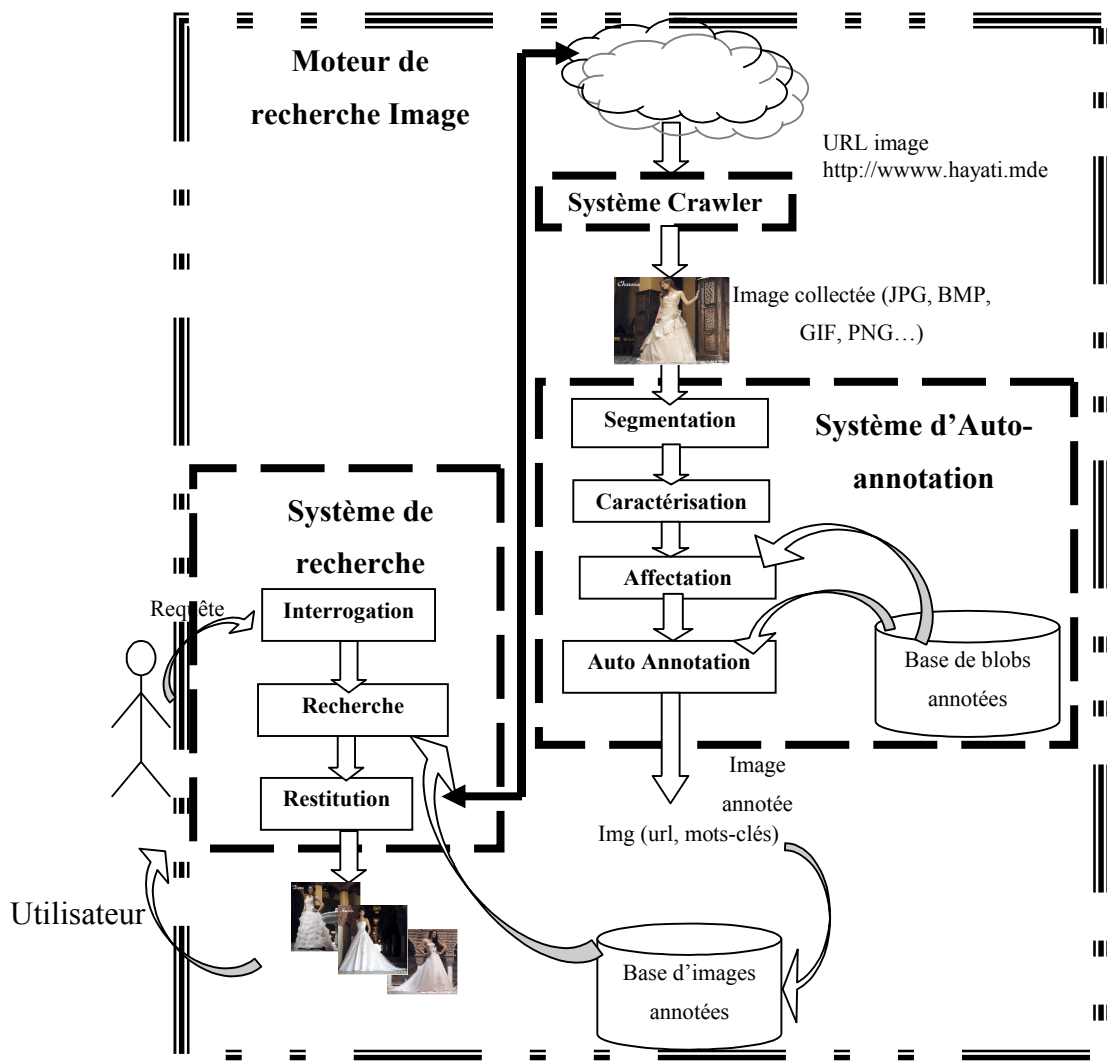 Moteur de
recherche Image
URL image
http://wwww.hayati.mde
Système Crawler
Image collectée (JPG, BMP,
GIF, PNG…)
Segmentation
Système d’Auto-
annotation
Caractérisation
Affectation
Auto Annotation
Base de blobs
annotées
Système de
recherche
Requête
Interrogation
Recherche
Restitution
Image
annotée
Img (url, mots-clés)
Utilisateur
Base d’images
annotées